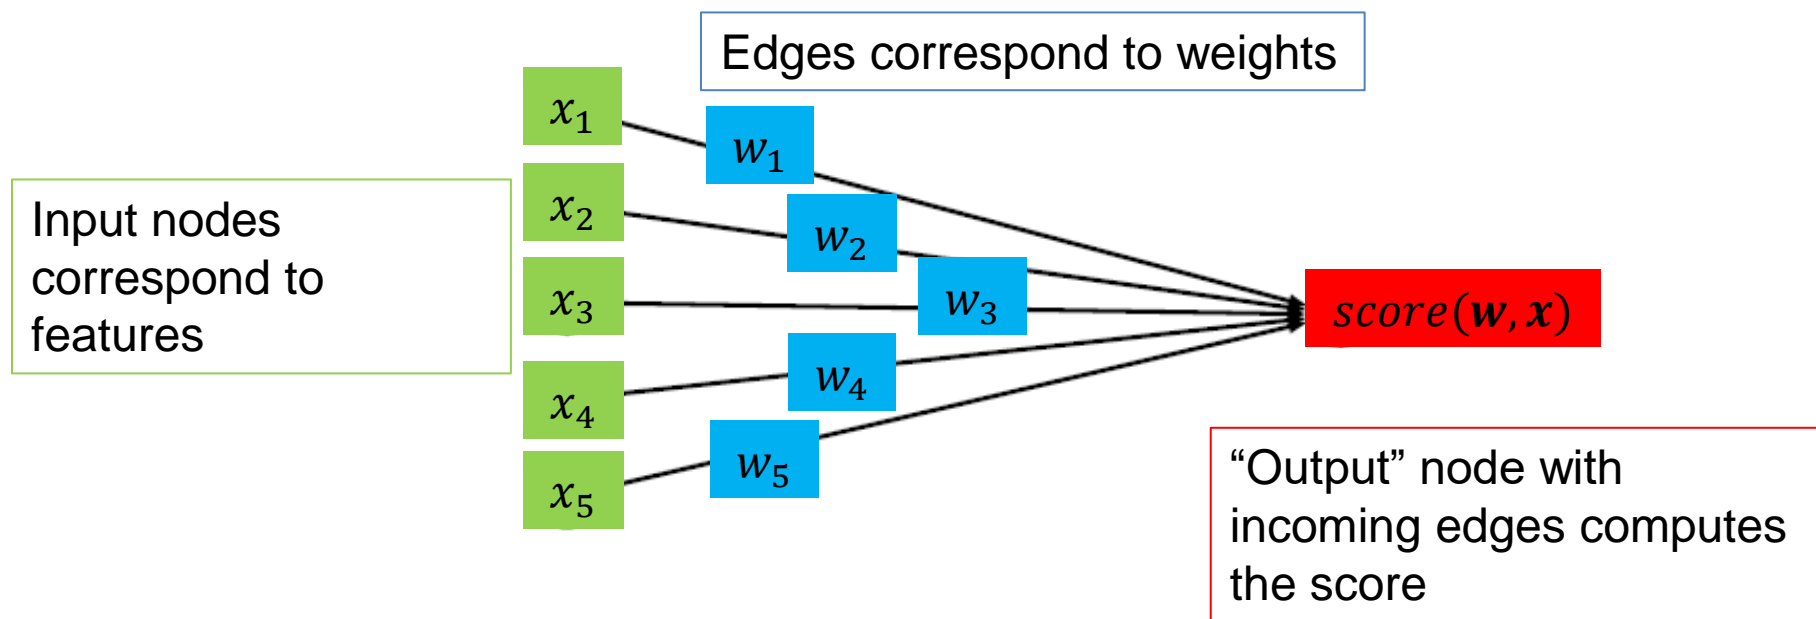 Edges correspond to weights
x₁
w₁
x₂
w₂
Input nodes
correspond to
features
x₃
w₃
score(w, x)
x₄
w₄
x₅
w₅
“Output” node with
incoming edges computes
the score